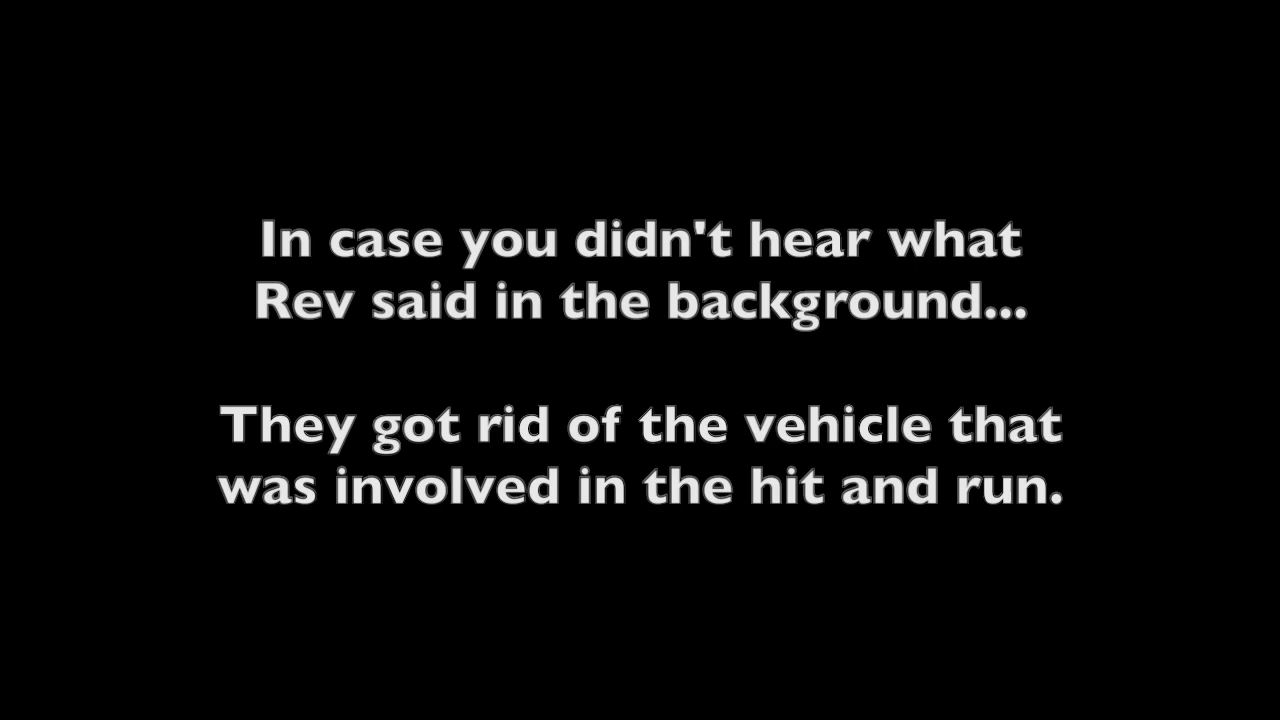 In case you didn't hear what
Rev said in the background...
They got rid of the vehicle that
was involved in the hit and run.